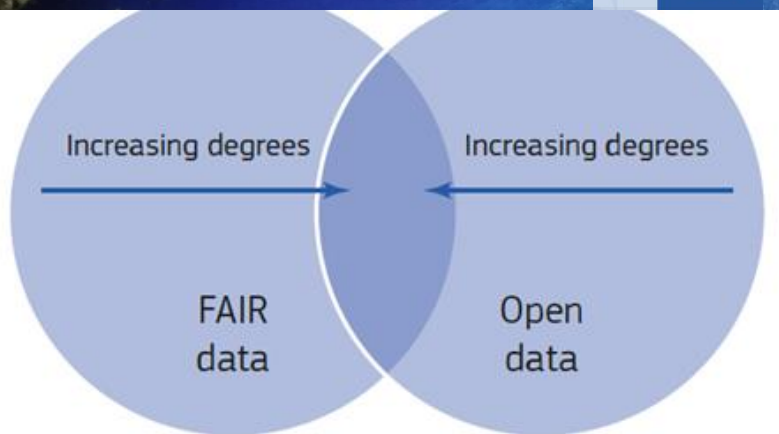 Increasing degrees
Increasing degrees
FAIR
data
Open
data